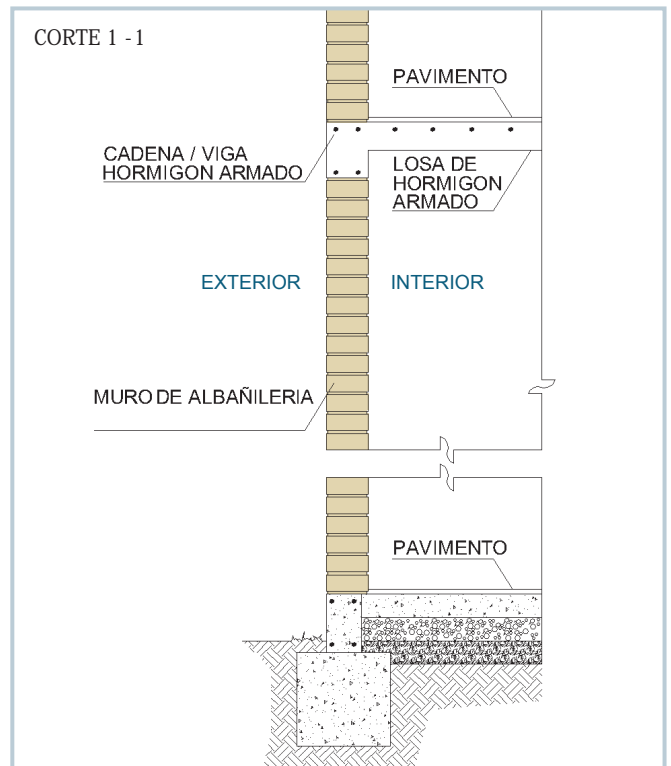 CORTE 1 - 1
PAVIMENTO
CADENA / VIGA
HORMIGON ARMADO
LOSA DE
HORMIGON
ARMADO
EXTERIOR
INTERIOR
MURO DE ALBAÑILERIA
PAVIMENTO